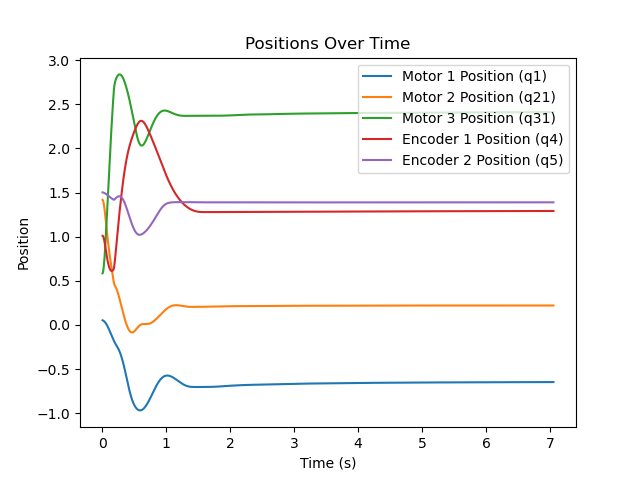 Positions Over Time
Motor 1 Position (q1)
Motor 2 Position (q21)
Motor 3 Position (q31)
Encoder 1 Position (q4)
Encoder 2 Position (q5)
Position
3.0
2.5
2.0
1.5
1.0
0.5
0.0
−0.5
−1.0
0 1 2 3 4 5 6 7
Time (s)